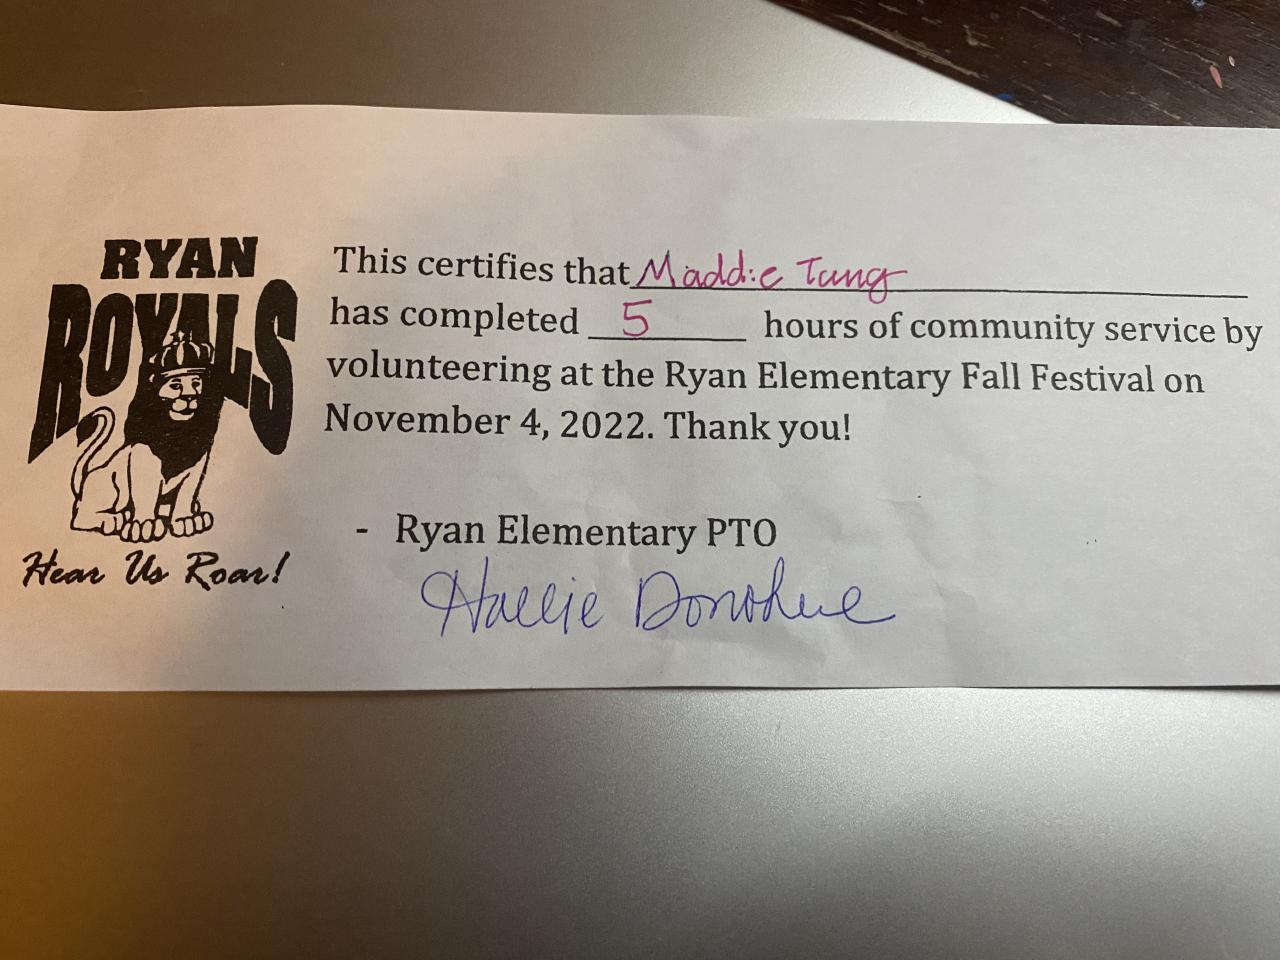 RYAN
ROYALS
Hear Us Roar!
This certifies that Maddie Tang
has completed 5 hours of community service by
volunteering at the Ryan Elementary Fall Festival on
November 4, 2022. Thank you!
- Ryan Elementary PTO
Hallie Donohue